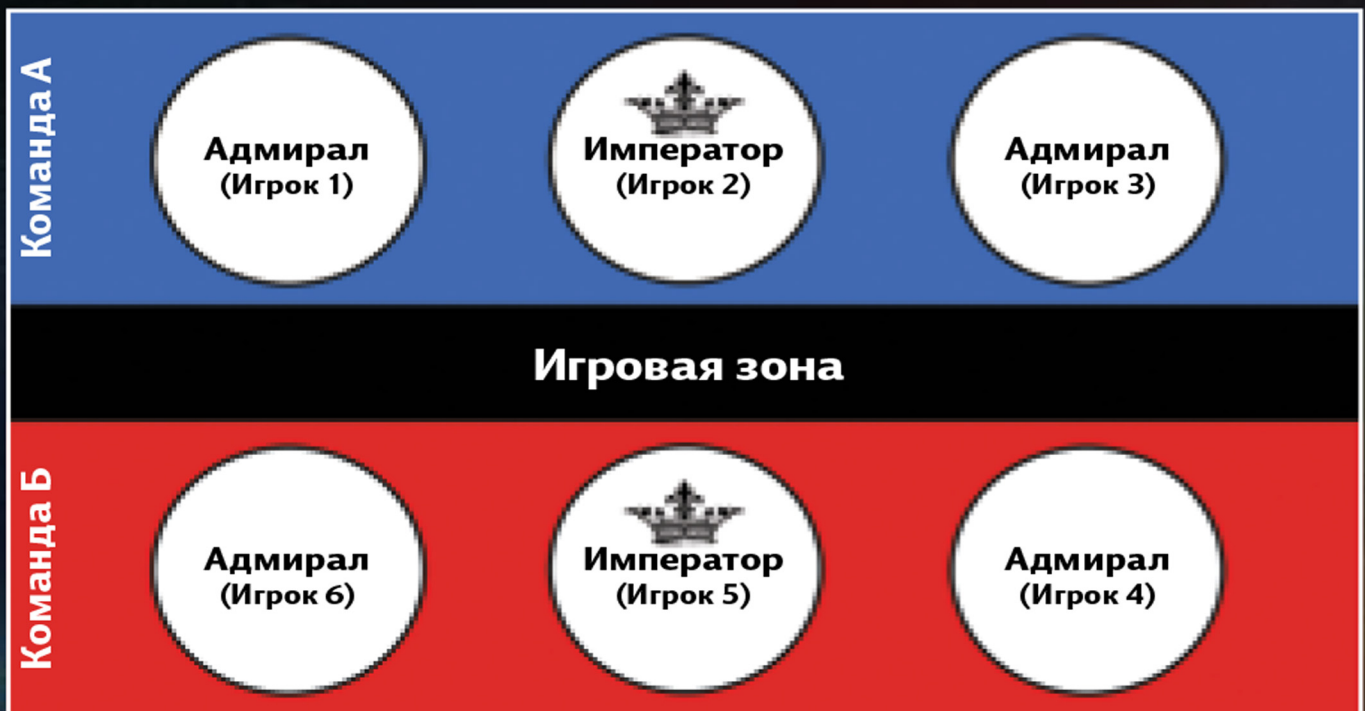 Команда А
Адмирал
(Игрок 1)
Император
(Игрок 2)
Адмирал
(Игрок 3)
Игровая зона
Команда Б
Адмирал
(Игрок 6)
Император
(Игрок 5)
Адмирал
(Игрок 4)